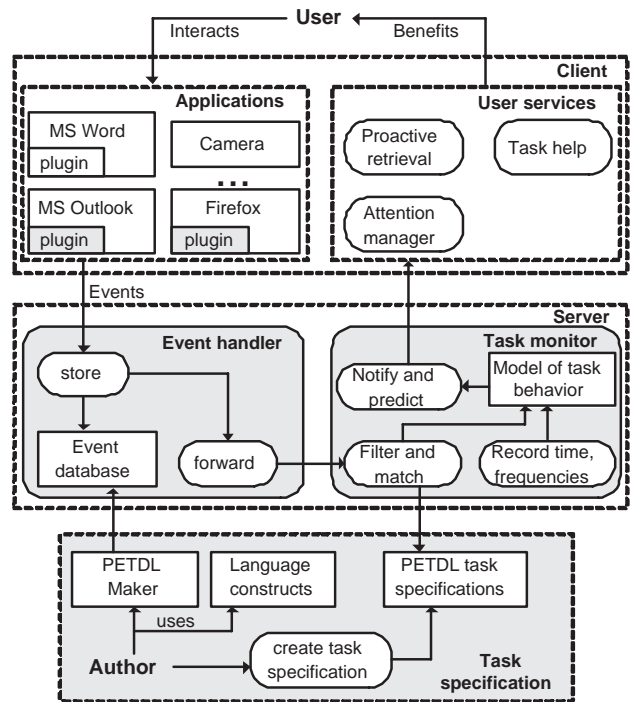 User
Interacts
Benefits
Client
Applications
MS Word
plugin
Camera
...
MS Outlook
plugin
Firefox
plugin
User services
Proactive
retrieval
Task help
Attention
manager
Events
Server
Event handler
store
Event
database
forward
Task monitor
Notify and
predict
Model of task
behavior
Filter and
match
Record time,
frequencies
PETDL
Maker
Language
constructs
PETDL task
specifications
uses
Author
create task
specification
Task
specification